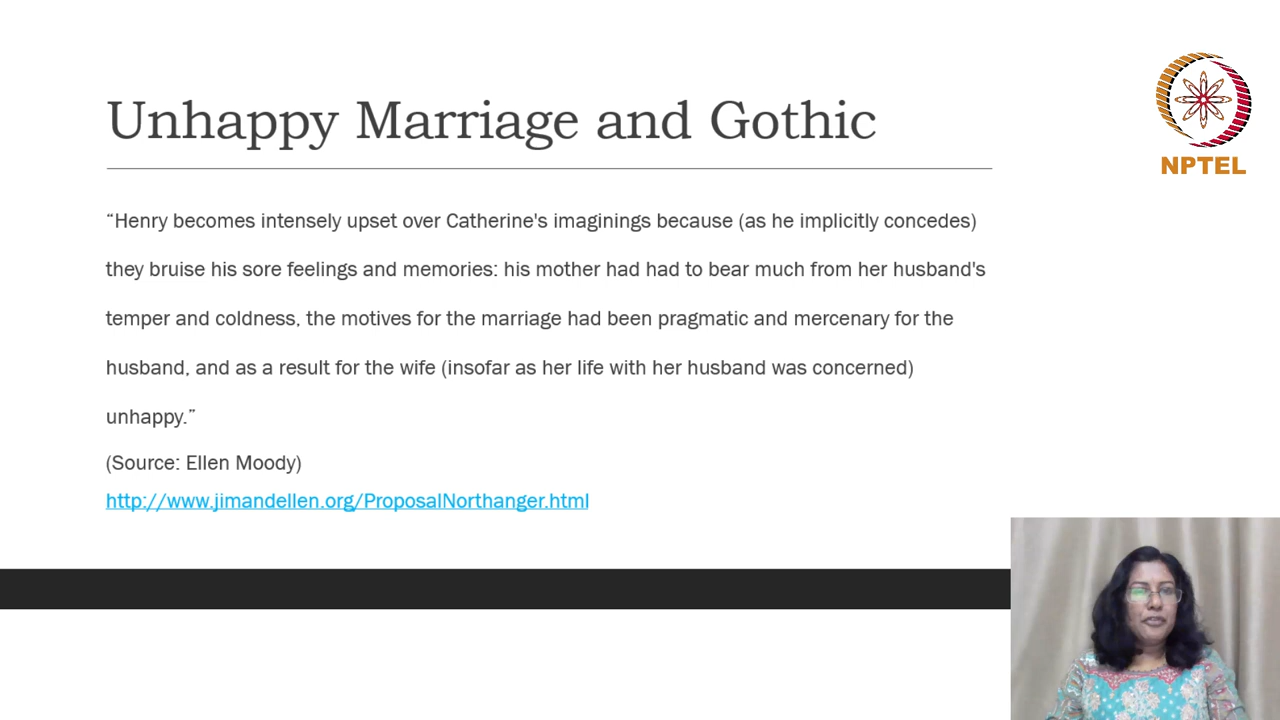 Unhappy Marriage and Gothic
NPTEL
“Henry becomes intensely upset over Catherine's imaginings because (as he implicitly concedes)
they bruise his sore feelings and memories: his mother had had to bear much from her husband's
temper and coldness, the motives for the marriage had been pragmatic and mercenary for the
husband, and as a result for the wife (insofar as her life with her husband was concerned)
unhappy.”
(Source: Ellen Moody)
http://www.jimandellen.org/ProposalNorthanger.html